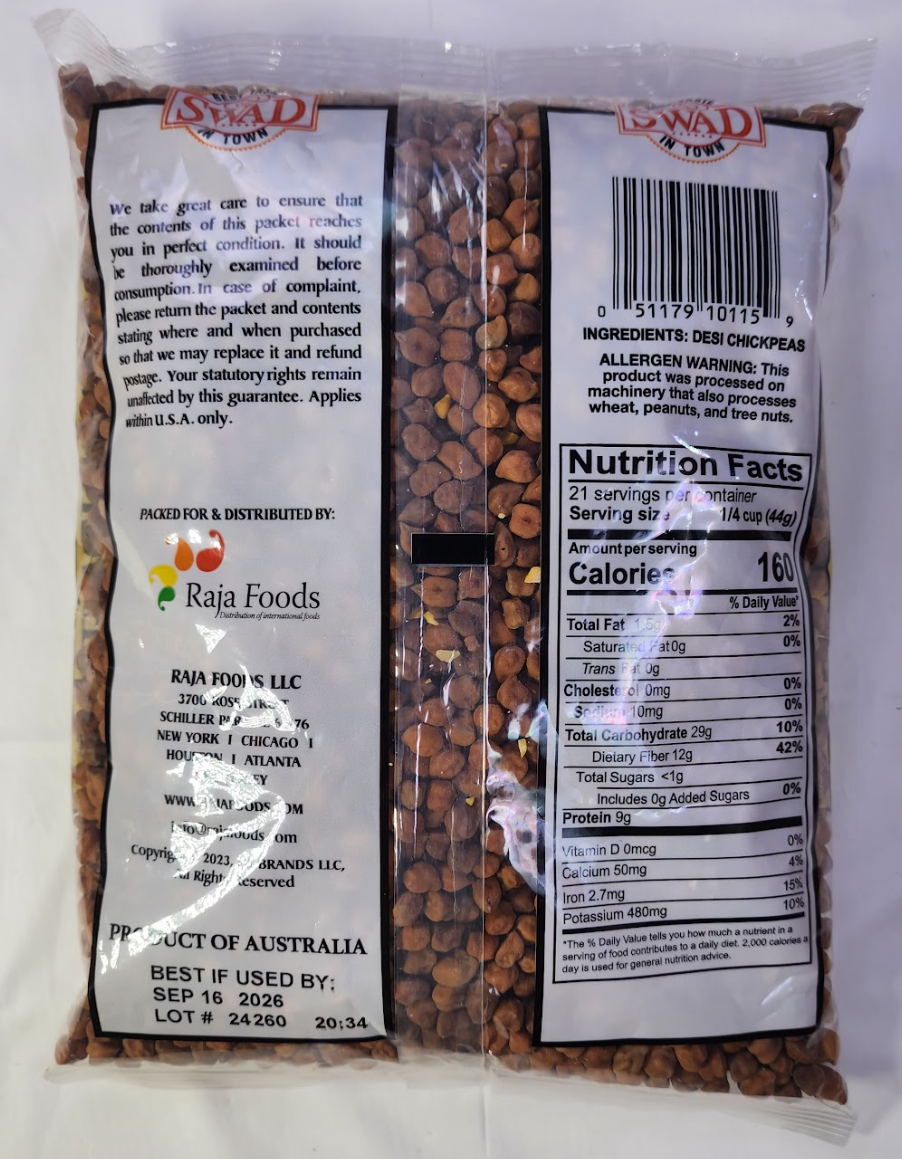 SWAD
IN TOWN
We take great care to ensure that
the contents of this packet reaches
you in perfect condition. It should
be thoroughly examined before
consumption. In case of complaint,
please return the packet and contents
stating where and when purchased
so that we may replace it and refund
postage. Your statutory rights remain
unaffected by this guarantee. Applies
within U.S.A. only.
PACKED FOR & DISTRIBUTED BY:
Raja Foods
Distribution of international foods
RAJA FOODS LLC
3700
SCHILLER
NEW YORK I CHICAGO I
I ATLANTA
2023, BRANDS LLC,
All Rights Reserved
PRODUCT OF AUSTRALIA
BEST IF USED BY:
SEP 16 2026
LOT # 24260 20:34
SWAD
IN TOWN
0 51179 10115 9
INGREDIENTS: DESI CHICKPEAS
ALLERGEN WARNING: This
product was processed on
machinery that also processes
wheat, peanuts, and tree nuts.
Nutrition Facts
21 servings per container
Serving size 1/4 cup (44g)
Amount per serving
Calories 160
% Daily Value*
Total Fat 1.5g 2%
Saturated Fat 0g 0%
Trans Fat 0g
Cholesterol 0mg 0%
Sodium 10mg 0%
Total Carbohydrate 29g 10%
Dietary Fiber 12g 42%
Total Sugars <1g
Includes 0g Added Sugars 0%
Protein 9g
Vitamin D 0mcg 0%
Calcium 50mg 4%
Iron 2.7mg 15%
Potassium 480mg 10%
*The % Daily Value tells you how much a nutrient in a
serving of food contributes to a daily diet. 2,000 calories a
day is used for general nutrition advice.